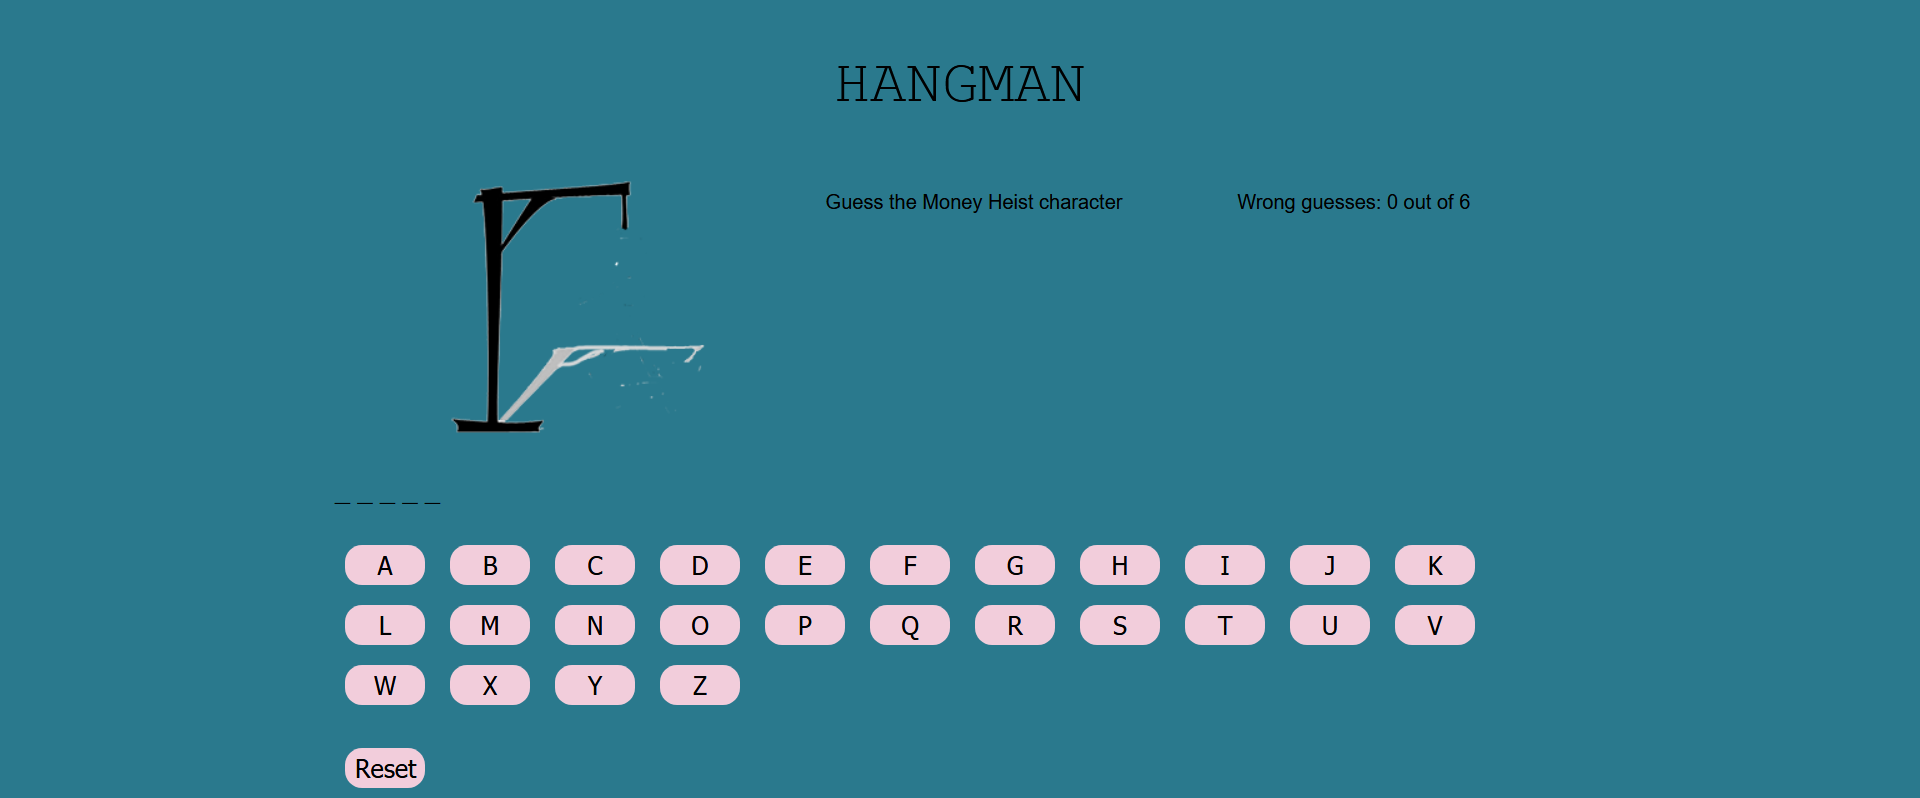 HANGMAN
Guess the Money Heist character
Wrong guesses: 0 out of 6
_ _ _ _ _
A B C D E F G H I J K
L M N O P Q R S T U V
W X Y Z
Reset